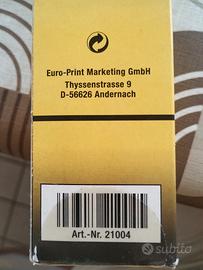 Euro-Print Marketing GmbH
Thyssenstrasse 9
D-56626 Andernach
Art.-Nr. 21004
subito